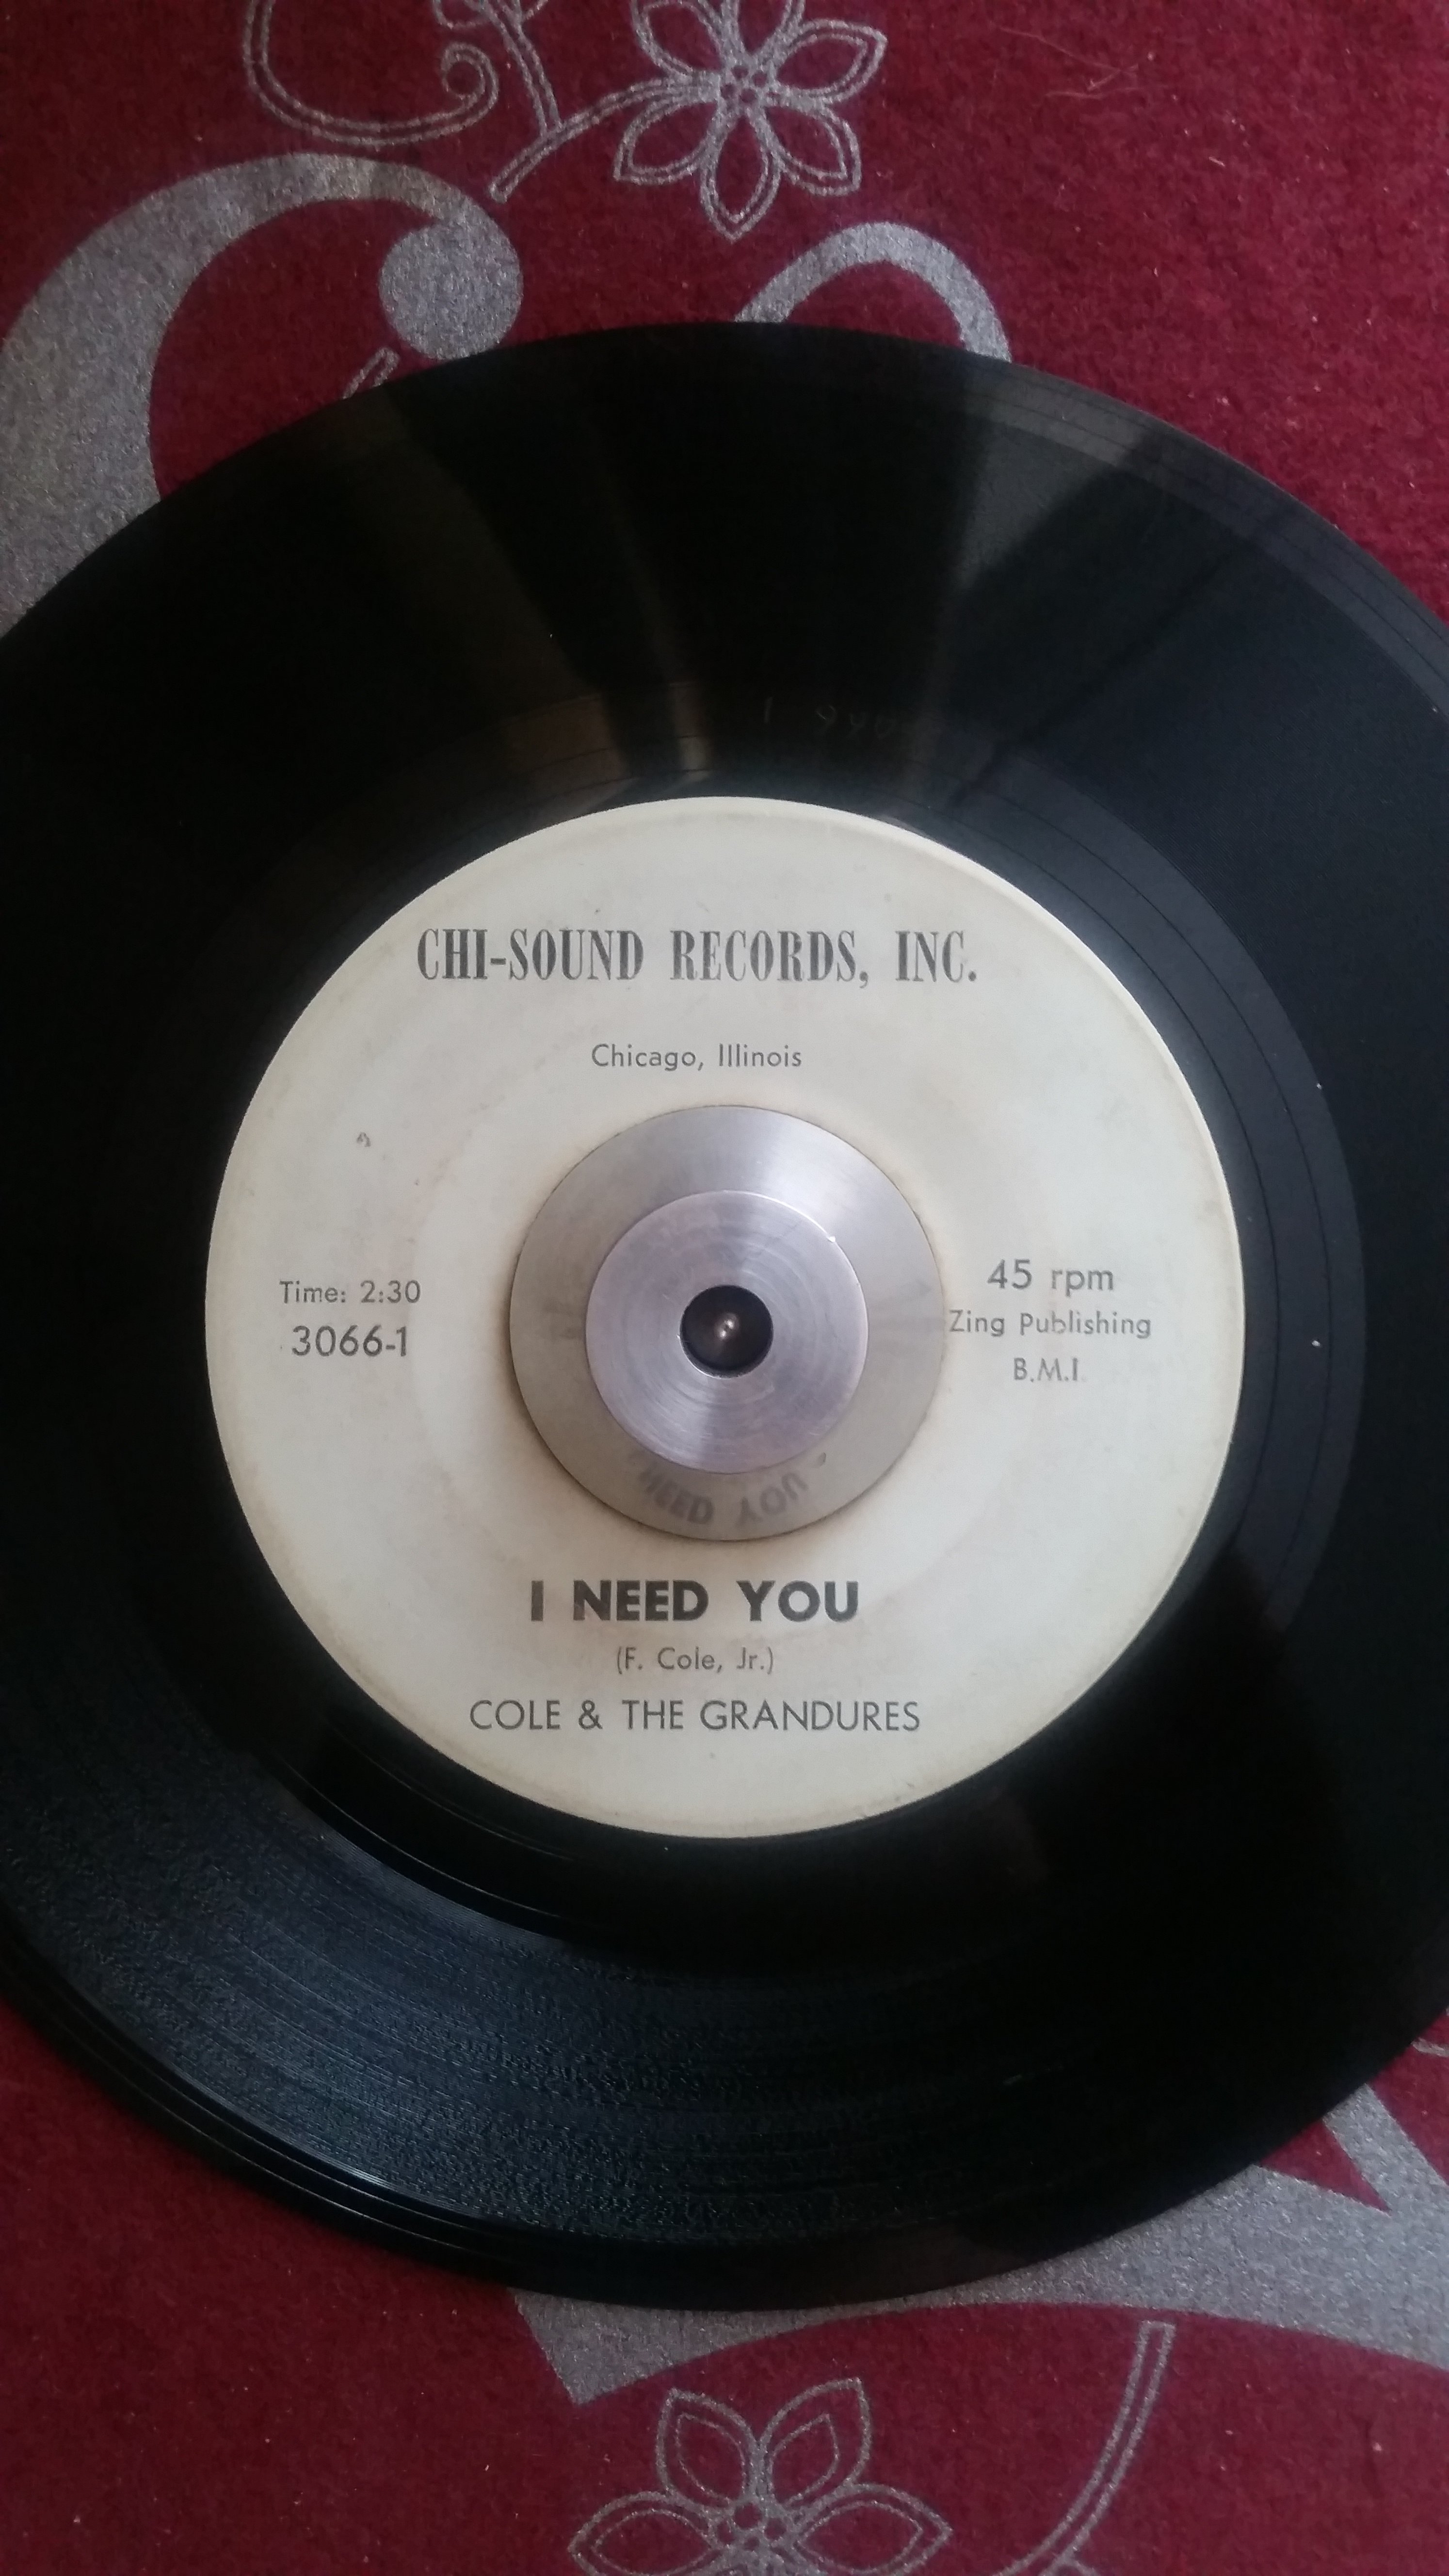 CHI-SOUND RECORDS, INC.
Chicago, Illinois
Time: 2:30
3066-1
45 rpm
Zing Publishing
B.M.I.
I NEED YOU
(F. Cole, Jr.)
COLE & THE GRANDURES